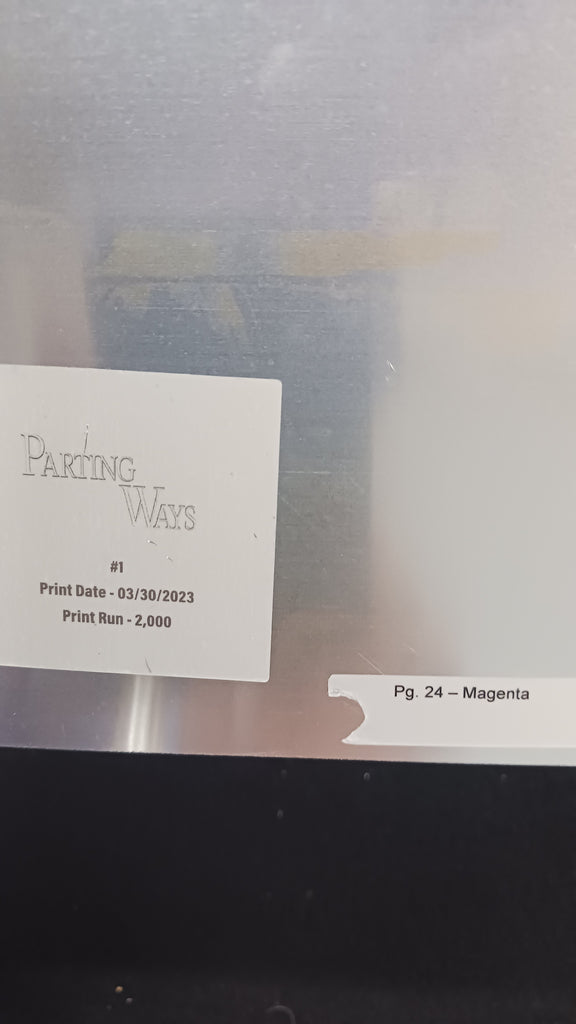 PARTING
WAYS
#1
Print Date - 03/30/2023
Print Run - 2,000
Pg. 24 – Magenta